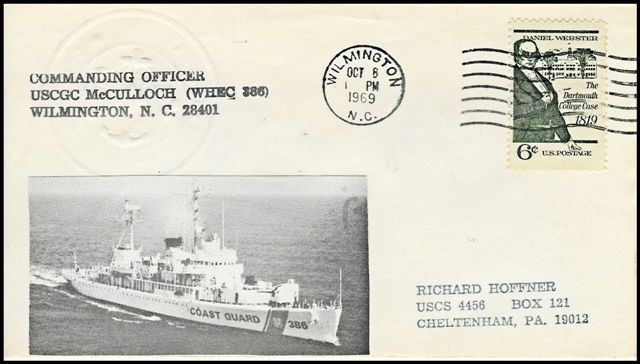 COMMANDING OFFICER
USCGC McCULLOCH (WHEC 386)
WILMINGTON, N. C. 28401
WILMINGTON
OCT 8
PM
1969
N.C.
DANIEL WEBSTER
The
Dartmouth
College Case
1819
6¢ U.S. POSTAGE
COAST GUARD 386
RICHARD HOFFNER
USCS 4456 BOX 121
CHELTENHAM, PA. 19012